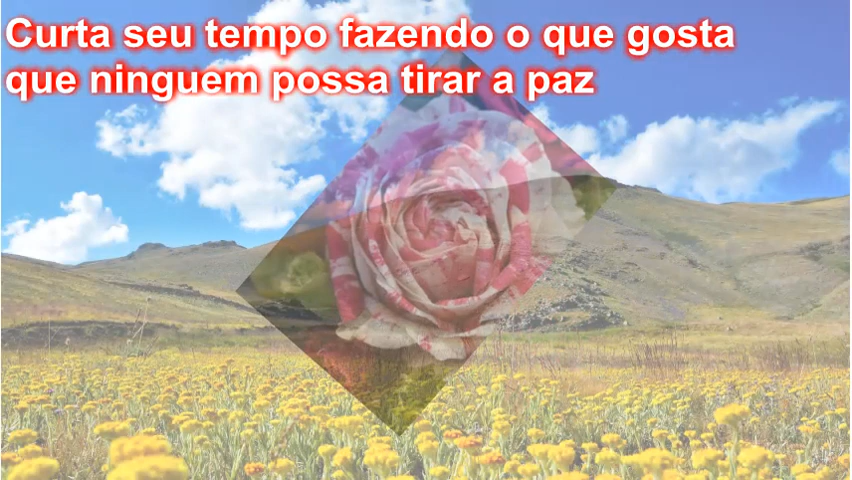 Curta seu tempo fazendo o que gosta
que ninguem possa tirar a paz